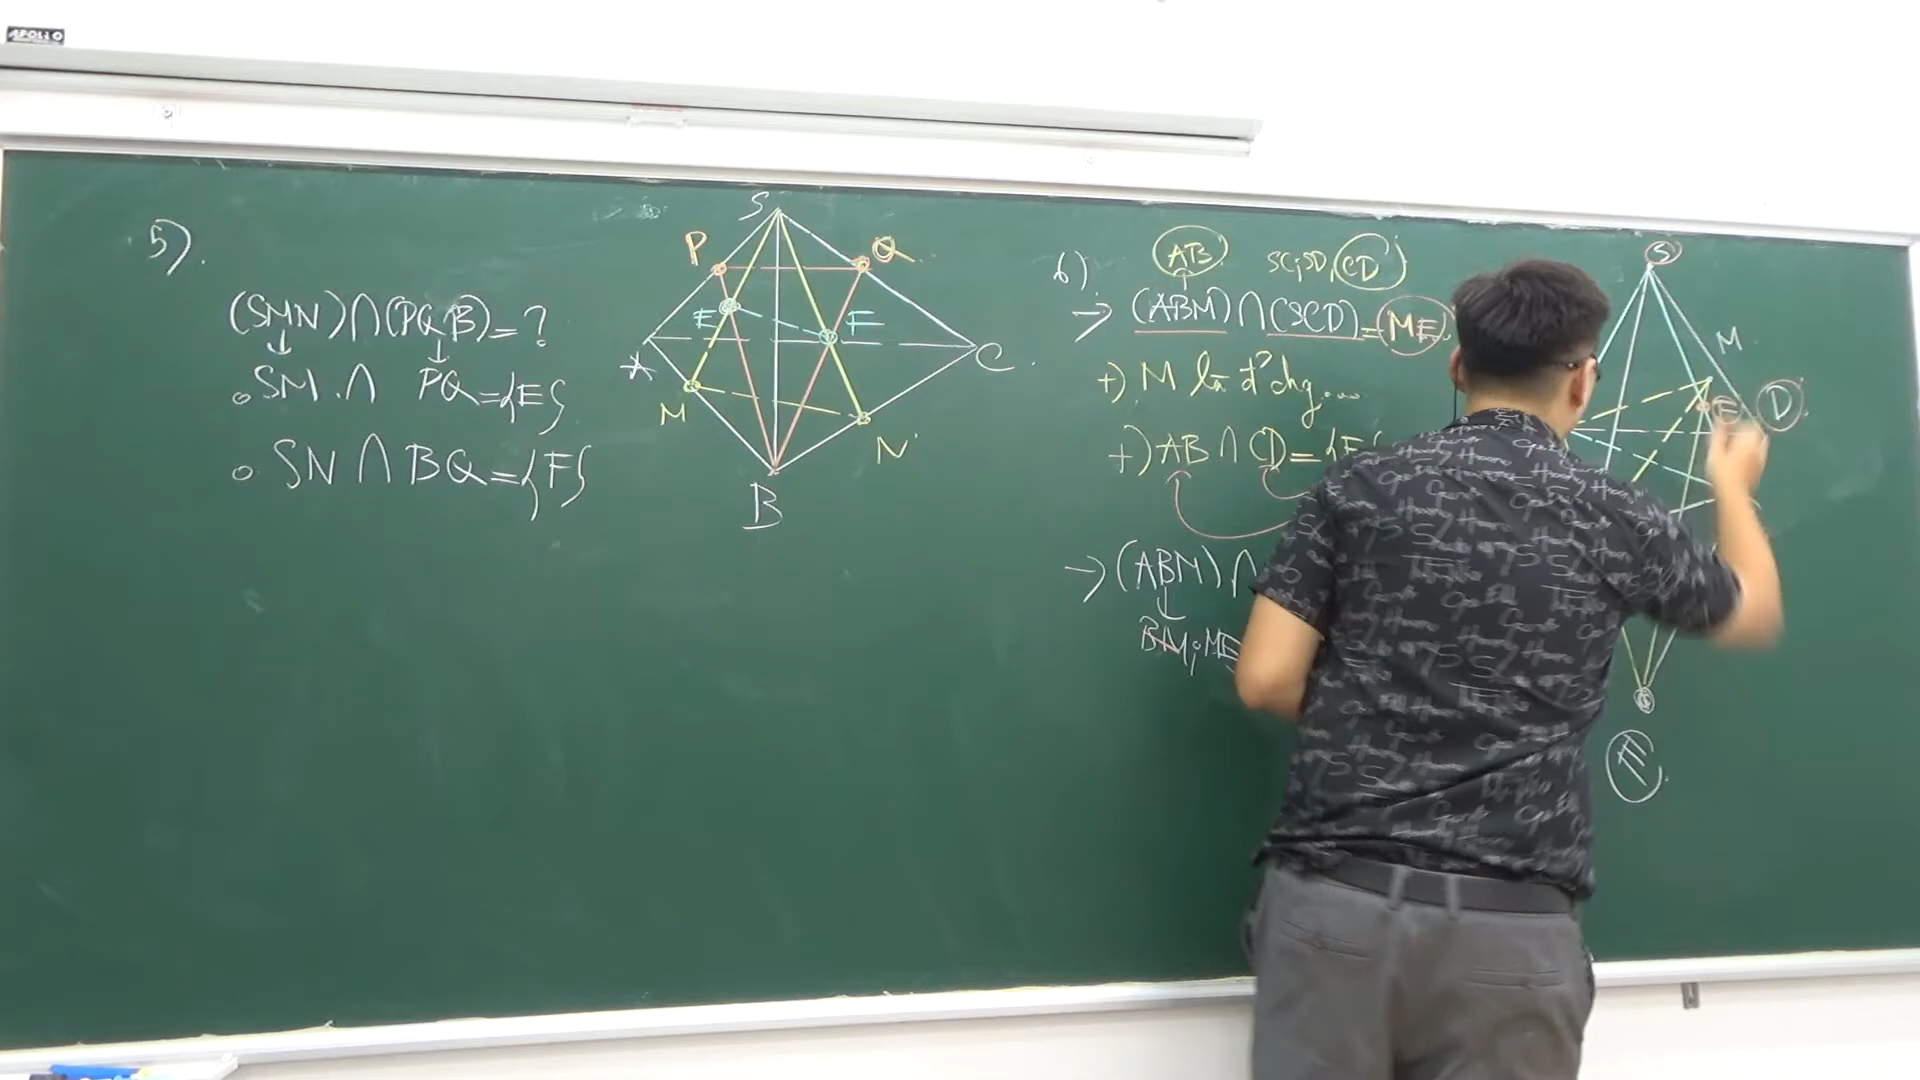 APOLLO
5).
(SMN)∩(PQB)=?
∘ SM ∩ PQ={E}
∘ SN ∩ BQ={F}
S
P
Q
E
F
A
C
M
N
B
6).
AB
SC; SD; CD
→ (ABM)∩(SCD)=ME
+) M là đ² chg...
+) AB ∩ CD={E
→ (ABM)∩
BM; ME
S
M
F
D
E